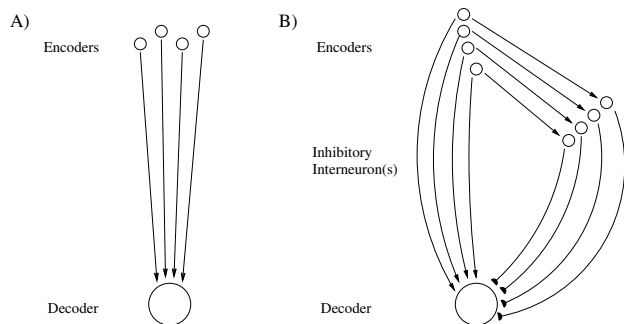 A)
Encoders
Decoder
B)
Encoders
Inhibitory
Interneuron(s)
Decoder